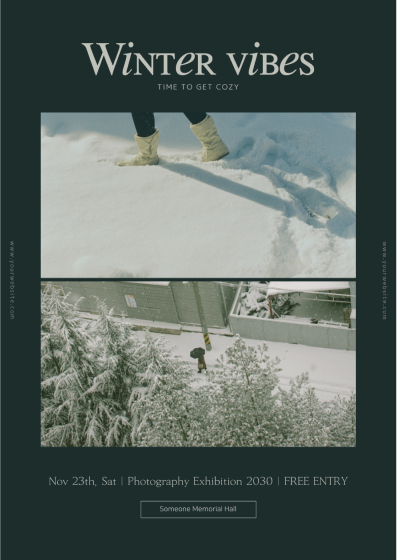 WiNTeR viBeS
TIME TO GET COZY
www.yourwebsite.com
www.yourwebsite.com
Nov 23th, Sat | Photography Exhibition 2030 | FREE ENTRY
Someone Memorial Hall